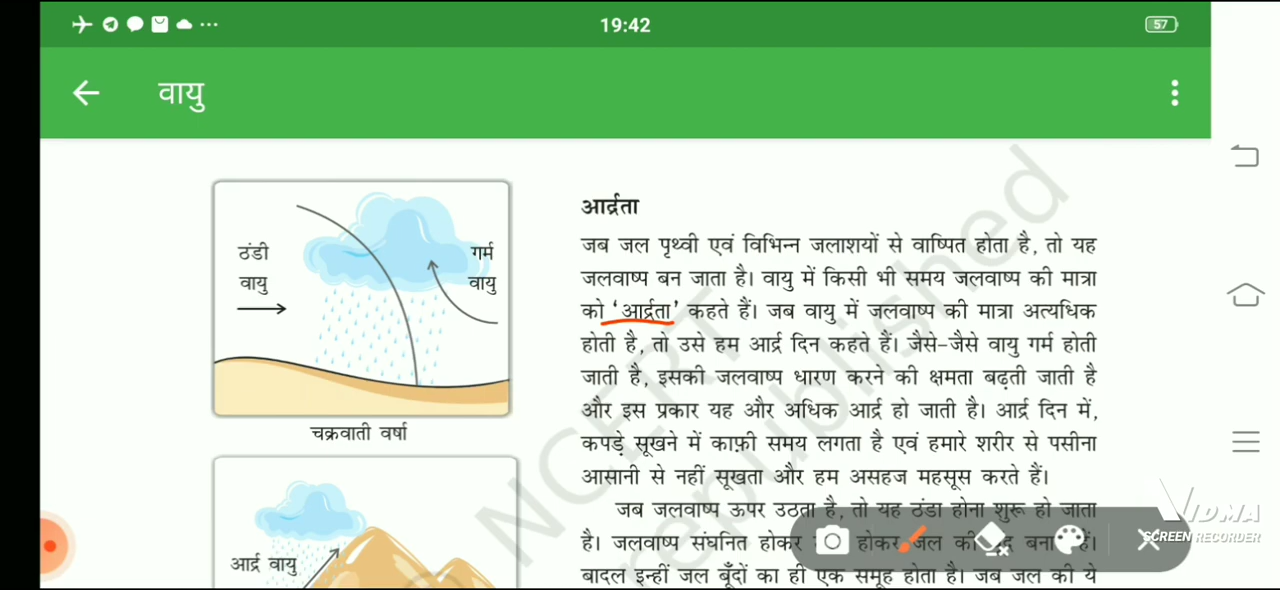 19:42
57
वायु
ठंडी
वायु
गर्म
वायु
चक्रवाती वर्षा
आर्द्र वायु
आर्द्रता
जब जल पृथ्वी एवं विभिन्न जलाशयों से वाष्पित होता है, तो यह
जलवाष्प बन जाता है। वायु में किसी भी समय जलवाष्प की मात्रा
को ‘आर्द्रता’ कहते हैं। जब वायु में जलवाष्प की मात्रा अत्यधिक
होती है, तो उसे हम आर्द्र दिन कहते हैं। जैसे-जैसे वायु गर्म होती
जाती है, इसकी जलवाष्प धारण करने की क्षमता बढ़ती जाती है
और इस प्रकार यह और अधिक आर्द्र हो जाती है। आर्द्र दिन में,
कपड़े सूखने में काफ़ी समय लगता है एवं हमारे शरीर से पसीना
आसानी से नहीं सूखता और हम असहज महसूस करते हैं।
जब जलवाष्प ऊपर उठता है, तो यह ठंडा होना शुरू हो जाता
है। जलवाष्प संघनित होकर होकर जल की
बादल इन्हीं जल बूँदों का ही एक समूह होता है। जब जल की ये
NCERT
republished
VDMA
SCREEN RECORDER